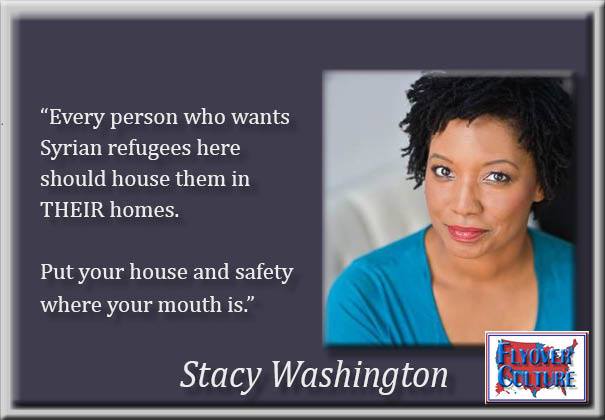 “Every person who wants
Syrian refugees here
should house them in
THEIR homes.
Put your house and safety
where your mouth is.”
Stacy Washington
FLYOVER
CULTURE